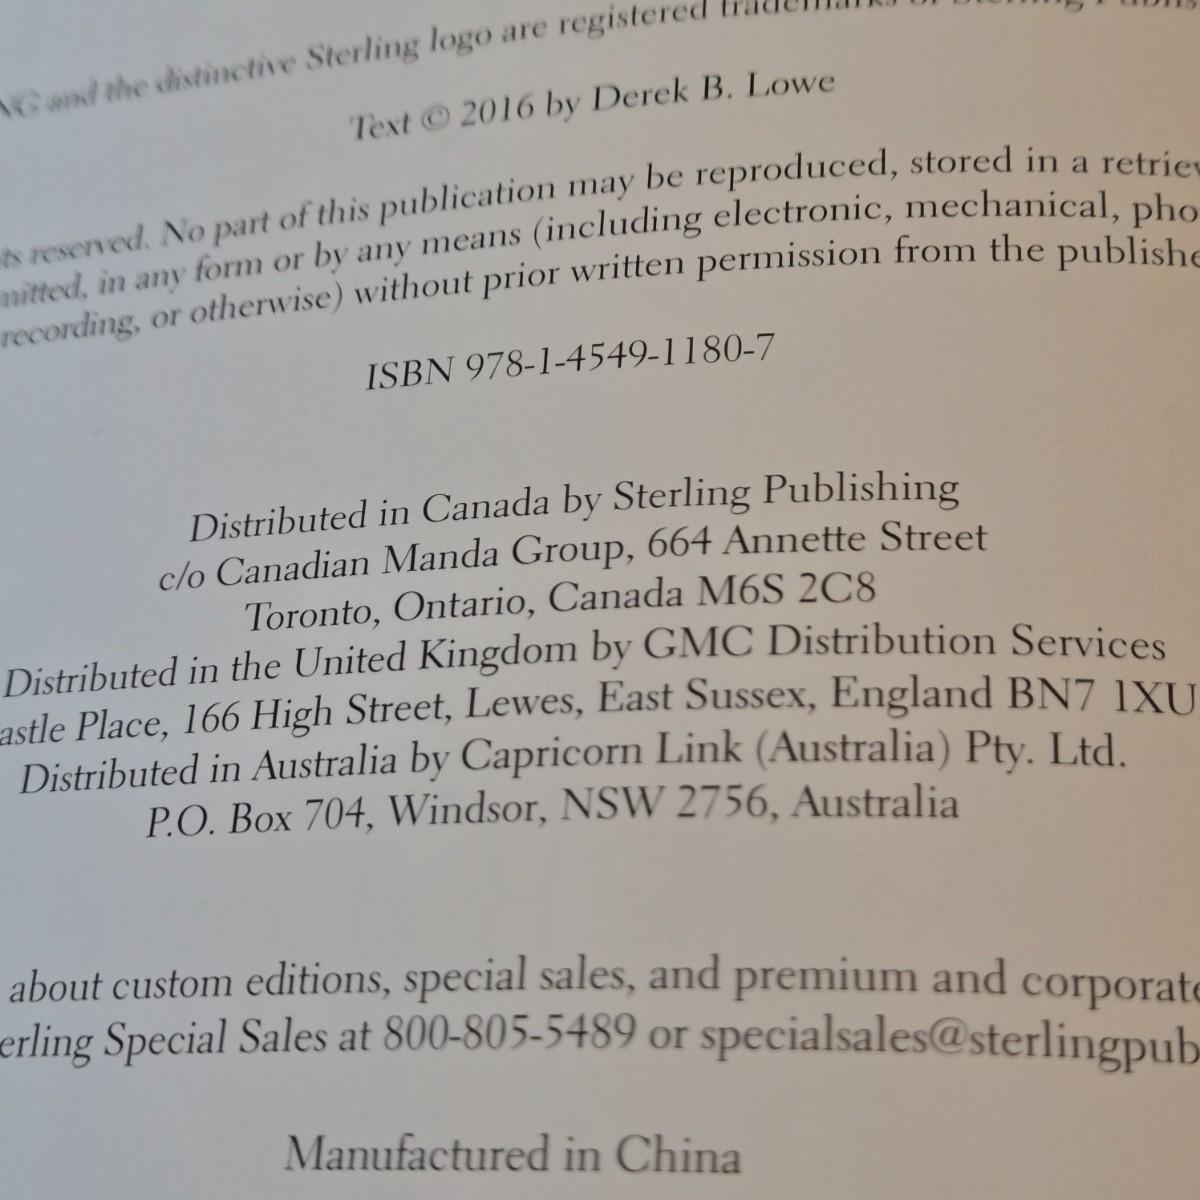 and the distinctive Sterling logo are registered trademarks of Sterling
Text © 2016 by Derek B. Lowe
reserved. No part of this publication may be reproduced, stored in a
in any form or by any means (including electronic, mechanical,
recording, or otherwise) without prior written permission from the
ISBN 978-1-4549-1180-7
Distributed in Canada by Sterling Publishing
c/o Canadian Manda Group, 664 Annette Street
Toronto, Ontario, Canada M6S 2C8
Distributed in the United Kingdom by GMC Distribution Services
astle Place, 166 High Street, Lewes, East Sussex, England BN7 1XU
Distributed in Australia by Capricorn Link (Australia) Pty. Ltd.
P.O. Box 704, Windsor, NSW 2756, Australia
about custom editions, special sales, and premium and corporate
erling Special Sales at 800-805-5489 or specialsales@sterlingpub
Manufactured in China